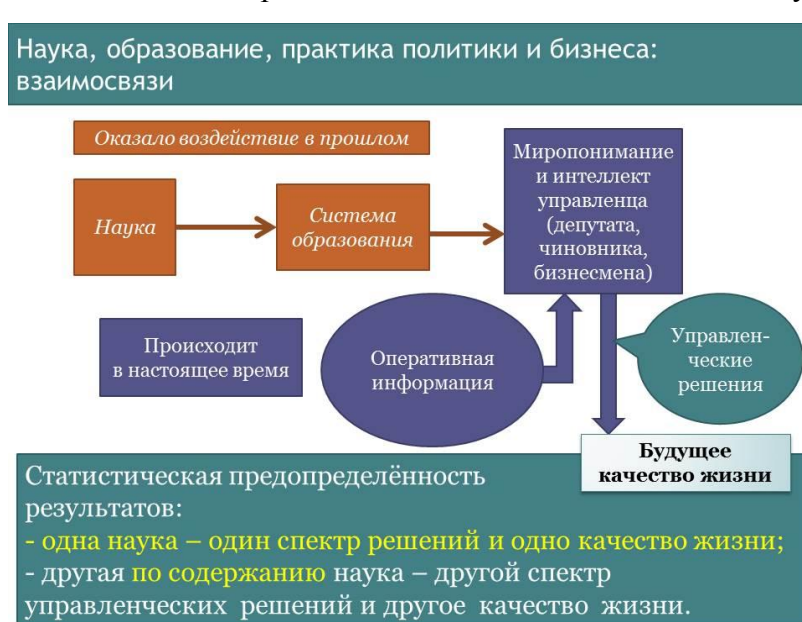 Наука, образование, практика политики и бизнеса:
взаимосвязи
Оказало воздействие в прошлом
Наука
Система
образования
Миропонимание
и интеллект
управленца
(депутата,
чиновника,
бизнесмена)
Происходит
в настоящее время
Оперативная
информация
Управлен-
ческие
решения
Будущее
качество жизни
Статистическая предопределённость
результатов:
- одна наука – один спектр решений и одно качество жизни;
- другая по содержанию наука – другой спектр
управленческих решений и другое качество жизни.